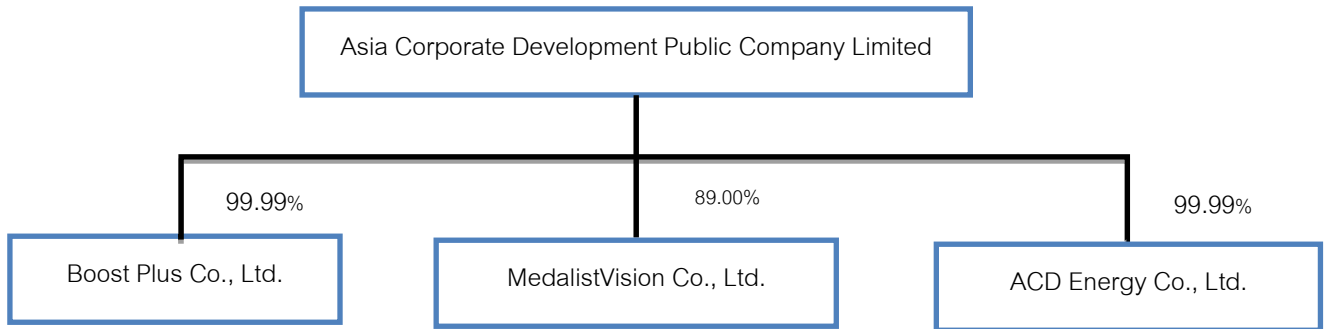 Asia Corporate Development Public Company Limited
99.99%
89.00%
99.99%
Boost Plus Co., Ltd.
MedalistVision Co., Ltd.
ACD Energy Co., Ltd.